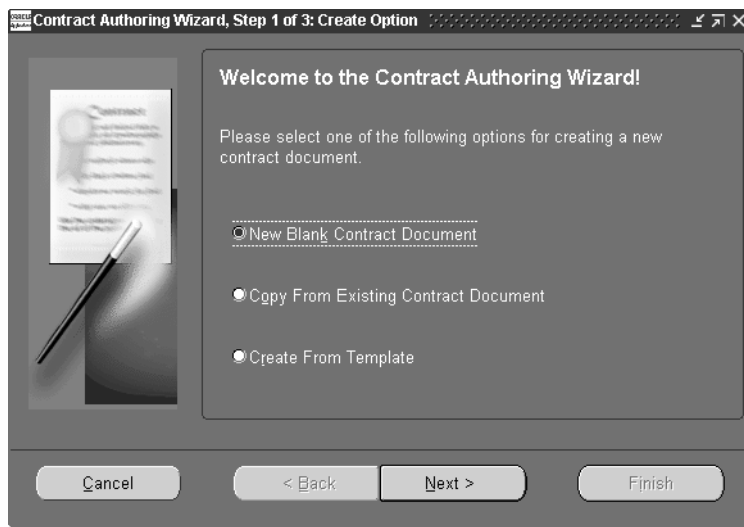 Contract Authoring Wizard, Step 1 of 3: Create Option
Welcome to the Contract Authoring Wizard!
Please select one of the following options for creating a new
contract document.
New Blank Contract Document
Copy From Existing Contract Document
Create From Template
Cancel
< Back
Next >
Finish